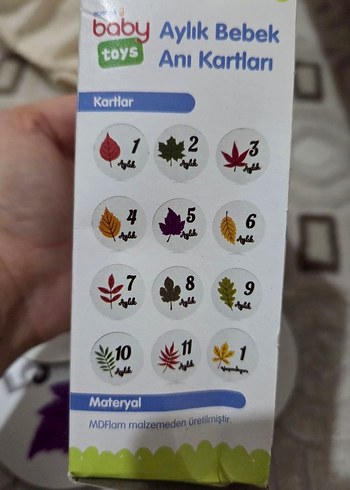 baby
toys
Aylık Bebek
Anı Kartları
Kartlar
1 Aylık
2 Aylık
3 Aylık
4 Aylık
5 Aylık
6 Aylık
7 Aylık
8 Aylık
9 Aylık
10 Aylık
11 Aylık
1 Yaşındayım
Materyal
MDFlam malzemeden üretilmiştir.